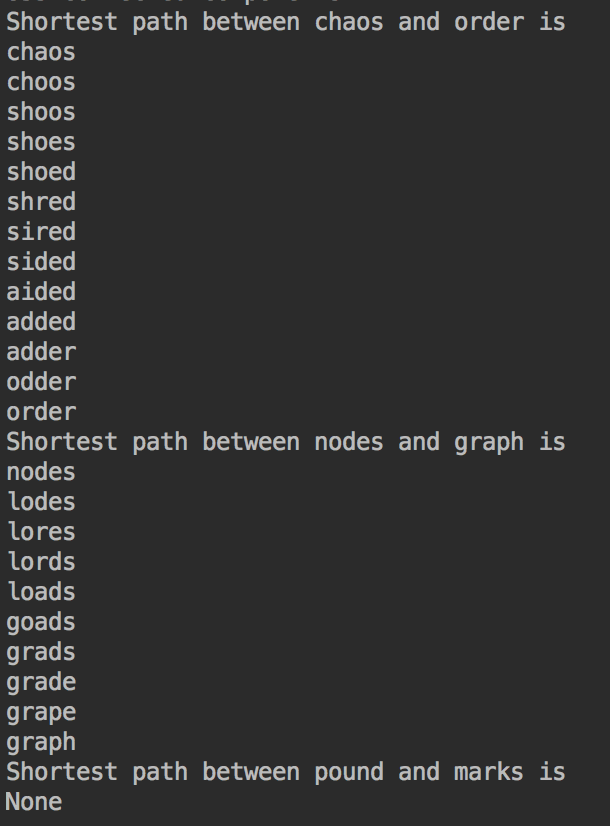 Shortest path between chaos and order is
chaos
choos
shoos
shoes
shoed
shred
sired
sided
aided
added
adder
odder
order
Shortest path between nodes and graph is
nodes
lodes
lores
lords
loads
goads
grads
grade
grape
graph
Shortest path between pound and marks is
None